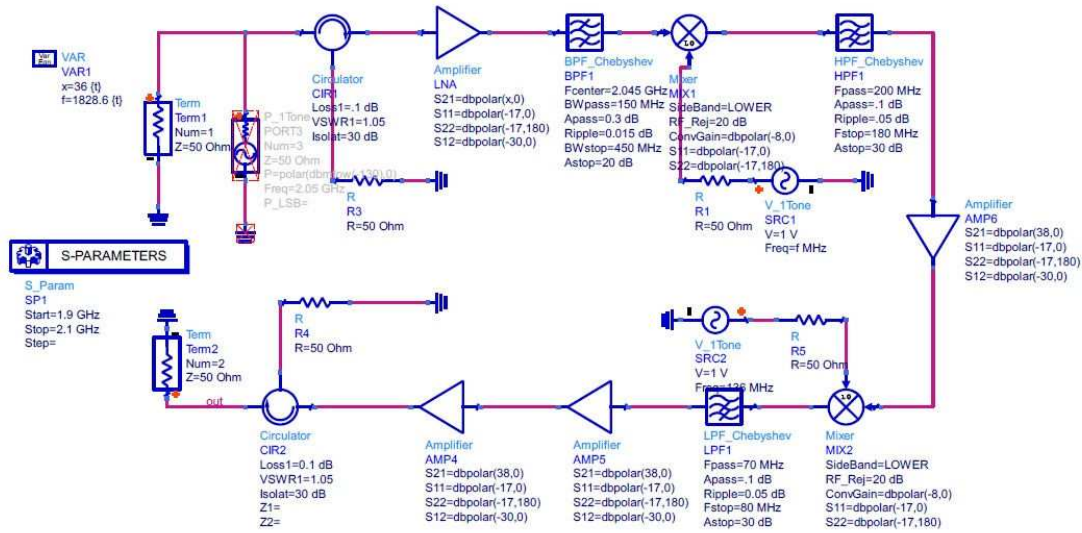 Var
Eqn
VAR
VAR1
x=36 {t}
f=1828.6 {t}
Term
Term1
Num=1
Z=50 Ohm
P_1Tone
PORT3
Num=3
Z=50 Ohm
Freq=2.05 GHz
P_LSB=
Circulator
CIR1
Loss1=.1 dB
VSWR1=1.05
Isolat=30 dB
R
R3
R=50 Ohm
Amplifier
LNA
S21=dbpolar(x,0)
S11=dbpolar(-17,0)
S22=dbpolar(-17,180)
S12=dbpolar(-30,0)
BPF_Chebyshev
BPF1
Fcenter=2.045 GHz
BWpass=150 MHz
Apass=0.3 dB
Ripple=0.015 dB
BWstop=450 MHz
Astop=20 dB
LO
Mixer
MIX1
SideBand=LOWER
RF_Rej=20 dB
ConvGain=dbpolar(-8,0)
S11=dbpolar(-17,0)
S22=dbpolar(-17,180)
R
R1
R=50 Ohm
V_1Tone
SRC1
V=1 V
Freq=f MHz
HPF_Chebyshev
HPF1
Fpass=200 MHz
Apass=.1 dB
Ripple=.05 dB
Fstop=180 MHz
Astop=30 dB
Amplifier
AMP6
S21=dbpolar(38,0)
S11=dbpolar(-17,0)
S22=dbpolar(-17,180)
S12=dbpolar(-30,0)
S-PARAMETERS
S_Param
SP1
Start=1.9 GHz
Stop=2.1 GHz
Step=
Term
Term2
Num=2
Z=50 Ohm
out
R
R4
R=50 Ohm
Circulator
CIR2
Loss1=0.1 dB
VSWR1=1.05
Isolat=30 dB
Z1=
Z2=
Amplifier
AMP4
S21=dbpolar(38,0)
S11=dbpolar(-17,0)
S22=dbpolar(-17,180)
S12=dbpolar(-30,0)
Amplifier
AMP5
S21=dbpolar(38,0)
S11=dbpolar(-17,0)
S22=dbpolar(-17,180)
S12=dbpolar(-30,0)
V_1Tone
SRC2
V=1 V
R
R5
R=50 Ohm
LPF_Chebyshev
LPF1
Fpass=70 MHz
Apass=.1 dB
Ripple=0.05 dB
Fstop=80 MHz
Astop=30 dB
LO
Mixer
MIX2
SideBand=LOWER
RF_Rej=20 dB
ConvGain=dbpolar(-8,0)
S11=dbpolar(-17,0)
S22=dbpolar(-17,180)